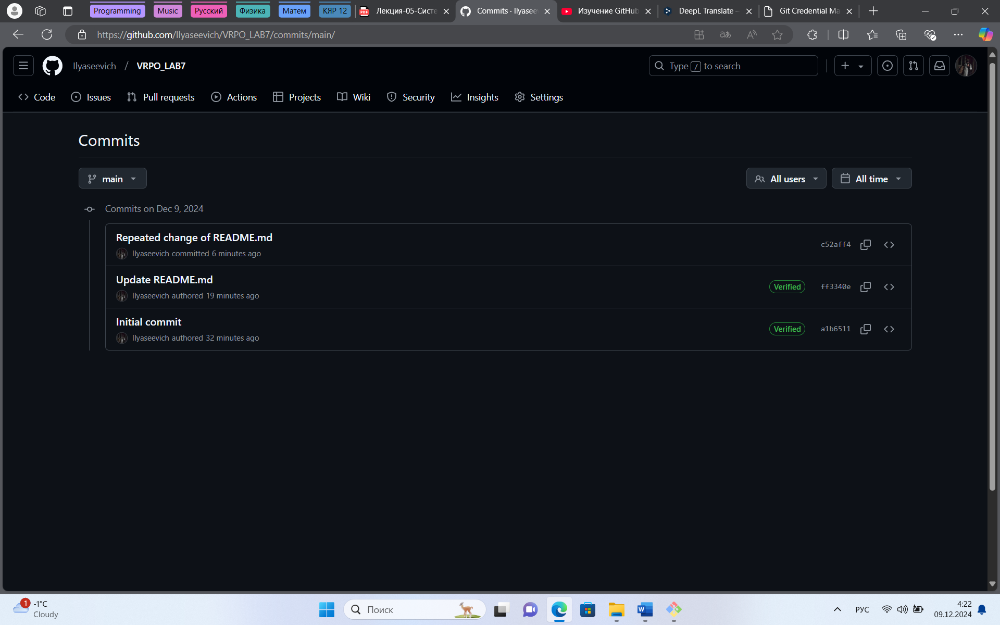 Programming Music Русский Физика Матем КЯР 12 Лекция-05-Систе Commits · Ilyaseev Изучение GitHub DeepL Translate – Git Credential Ma
https://github.com/Ilyaseevich/VRPO_LAB7/commits/main/
Ilyaseevich / VRPO_LAB7
Type / to search
Code Issues Pull requests Actions Projects Wiki Security Insights Settings
Commits
main All users All time
Commits on Dec 9, 2024
Repeated change of README.md
Ilyaseevich committed 6 minutes ago
c52aff4
Update README.md
Ilyaseevich authored 19 minutes ago
Verified ff3340e
Initial commit
Ilyaseevich authored 32 minutes ago
Verified a1b6511
1
-1°C
Cloudy
Поиск
РУС
4:22
09.12.2024